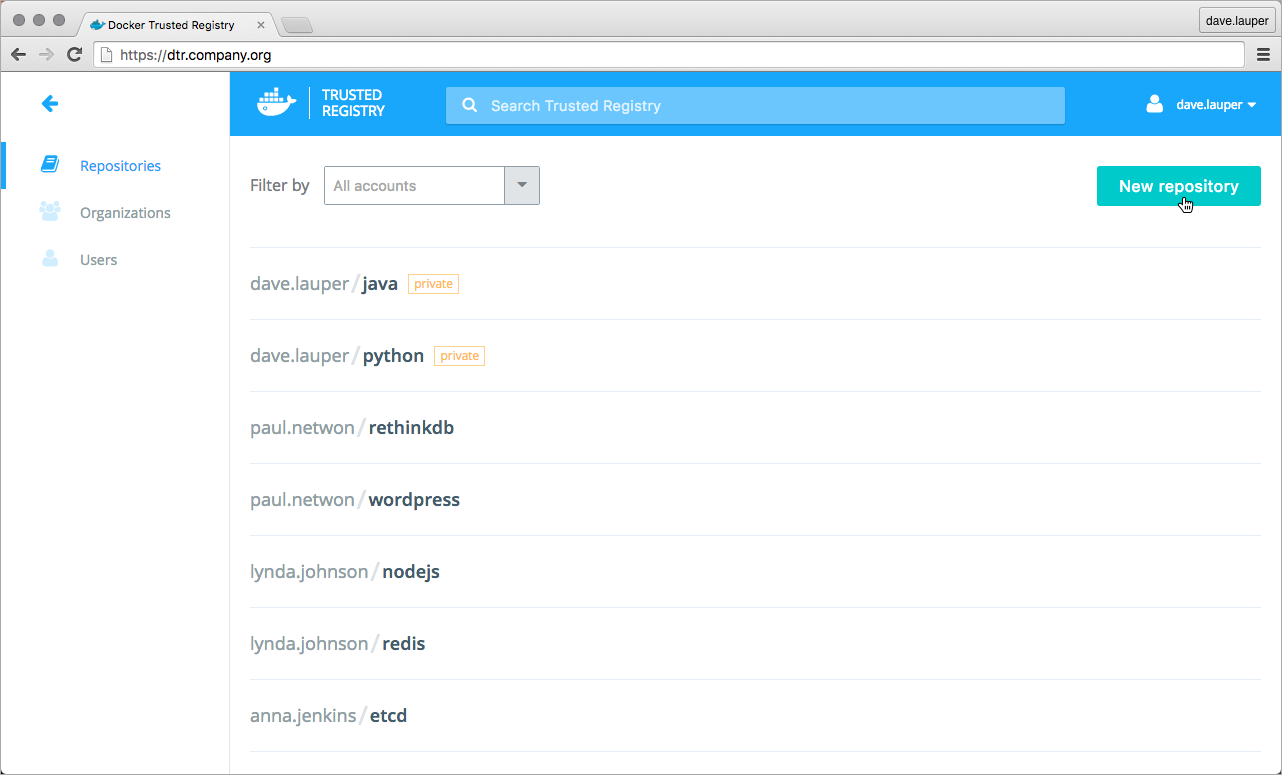 Docker Trusted Registry
dave.lauper
https://dtr.company.org
TRUSTED
REGISTRY
Search Trusted Registry
dave.lauper
Repositories
Organizations
Users
Filter by
All accounts
New repository
dave.lauper / java private
dave.lauper / python private
paul.netwon / rethinkdb
paul.netwon / wordpress
lynda.johnson / nodejs
lynda.johnson / redis
anna.jenkins / etcd